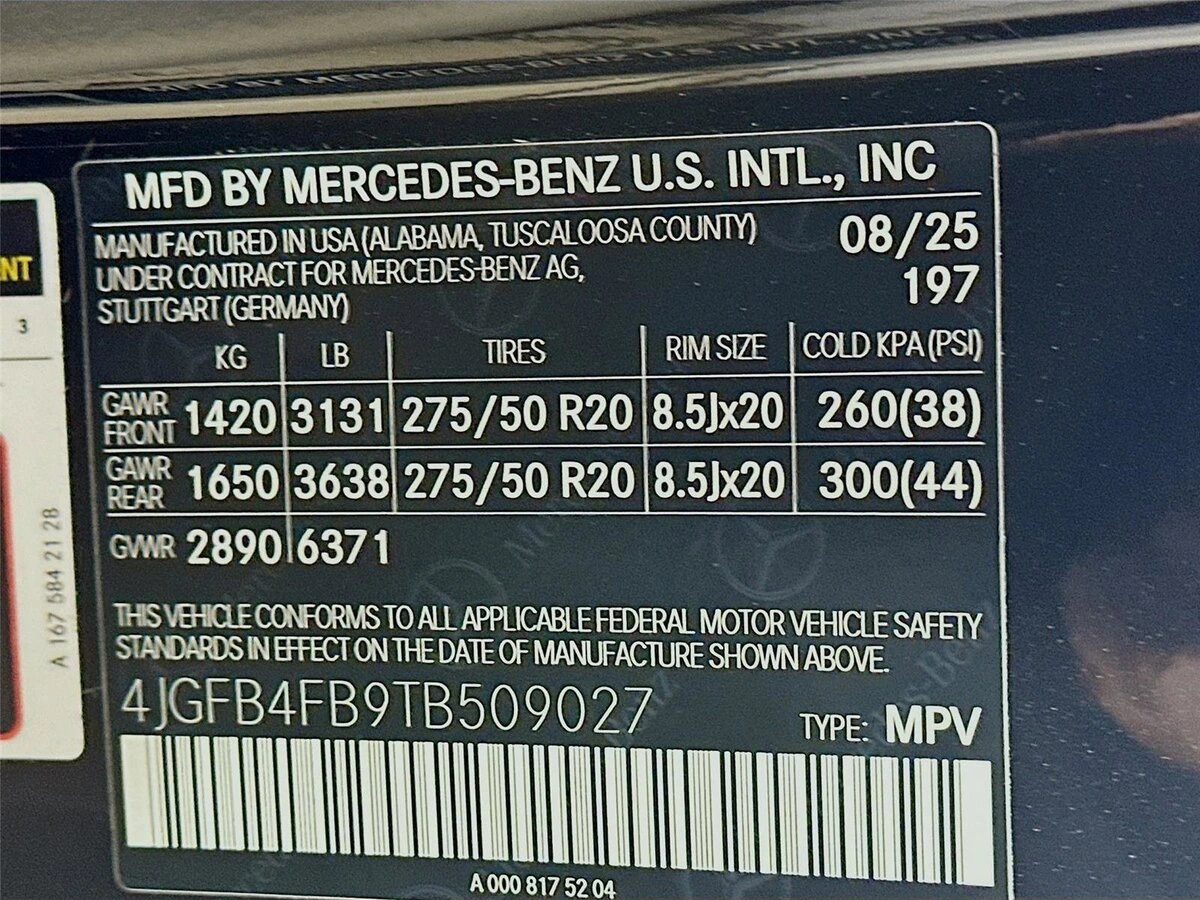 MFD BY MERCEDES-BENZ U.S. INTL., INC
MANUFACTURED IN USA (ALABAMA, TUSCALOOSA COUNTY) 08/25
UNDER CONTRACT FOR MERCEDES-BENZ AG, 197
STUTTGART (GERMANY)
KG LB TIRES RIM SIZE COLD KPA (PSI)
GAWR FRONT 1420 3131 275/50 R20 8.5Jx20 260(38)
GAWR REAR 1650 3638 275/50 R20 8.5Jx20 300(44)
GVWR 2890 6371
THIS VEHICLE CONFORMS TO ALL APPLICABLE FEDERAL MOTOR VEHICLE SAFETY
STANDARDS IN EFFECT ON THE DATE OF MANUFACTURE SHOWN ABOVE.
4JGFB4FB9TB509027 TYPE: MPV
A 000 817 52 04
NT
3
A 167 584 21 28